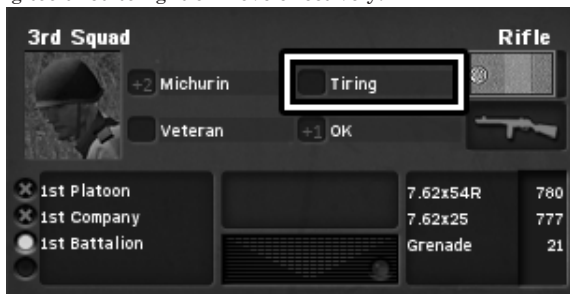 3rd Squad Rifle
+2 Michurin Tiring
Veteran +1 OK
1st Platoon 7.62x54R 780
1st Company 7.62x25 777
1st Battalion Grenade 21